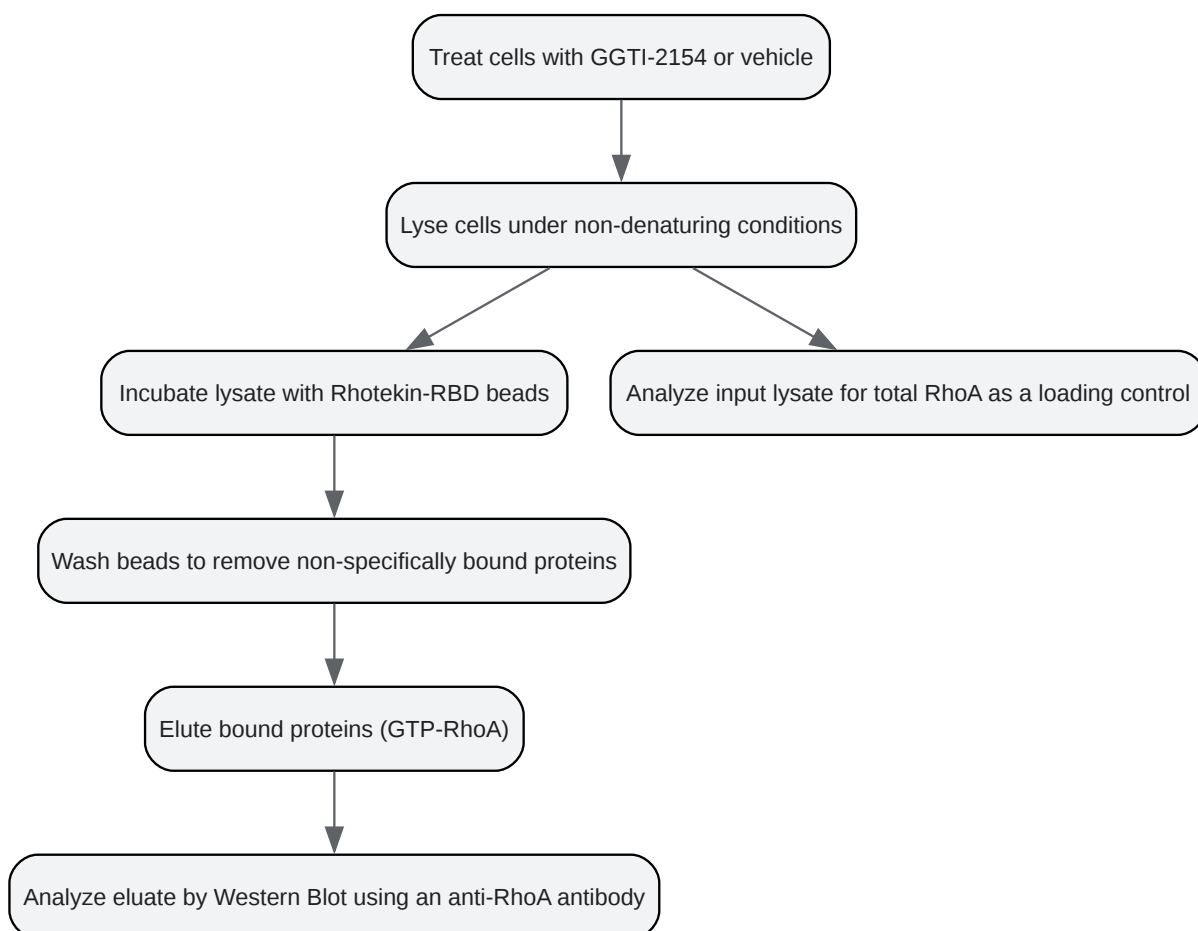 Treat cells with GGTI-2154 or vehicle
Lyse cells under non-denaturing conditions
Incubate lysate with Rhotekin-RBD beads
Analyze input lysate for total RhoA as a loading control
Wash beads to remove non-specifically bound proteins
Elute bound proteins (GTP-RhoA)
Analyze eluate by Western Blot using an anti-RhoA antibody